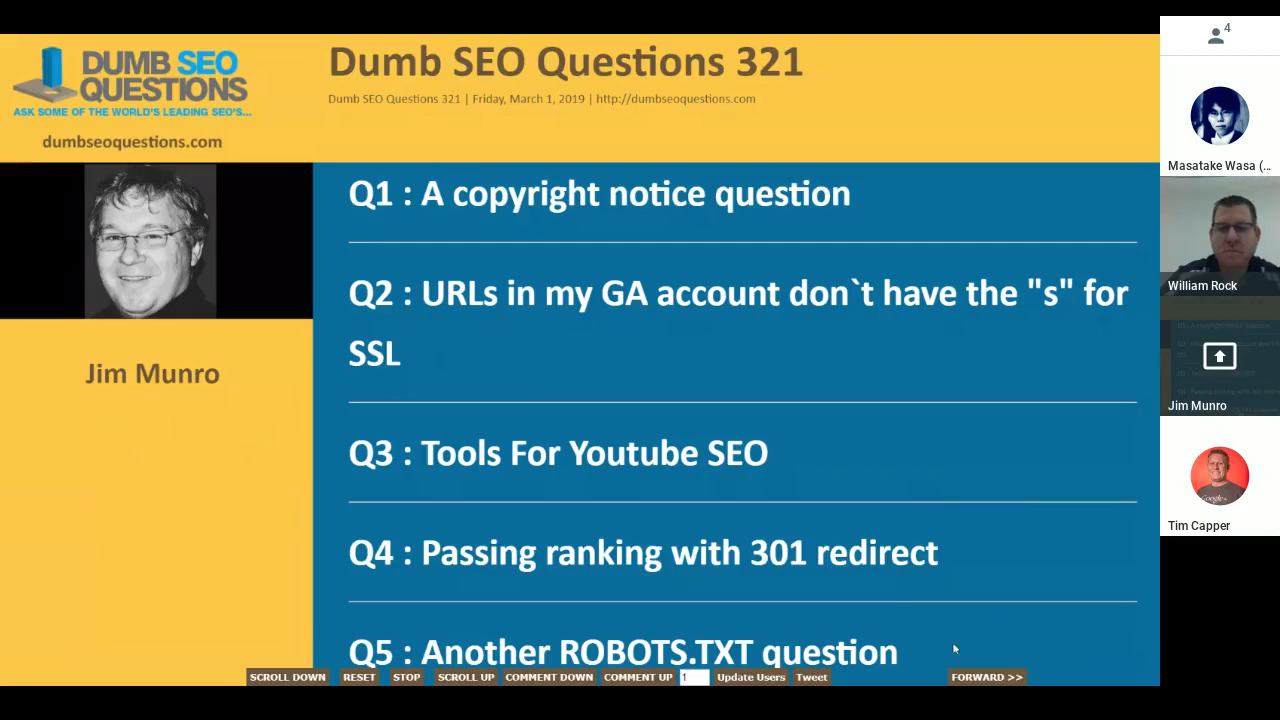 DUMB SEO
QUESTIONS
ASK SOME OF THE WORLD'S LEADING SEO'S...
dumbseoquestions.com
Dumb SEO Questions 321
Dumb SEO Questions 321 | Friday, March 1, 2019 | http://dumbseoquestions.com
Jim Munro
Q1 : A copyright notice question
Q2 : URLs in my GA account don`t have the "s" for
SSL
Q3 : Tools For Youtube SEO
Q4 : Passing ranking with 301 redirect
Q5 : Another ROBOTS.TXT question
SCROLL DOWN RESET STOP SCROLL UP COMMENT DOWN COMMENT UP 1 Update Users Tweet FORWARD >>
4
Masatake Wasa (...
William Rock
Jim Munro
Google
Tim Capper